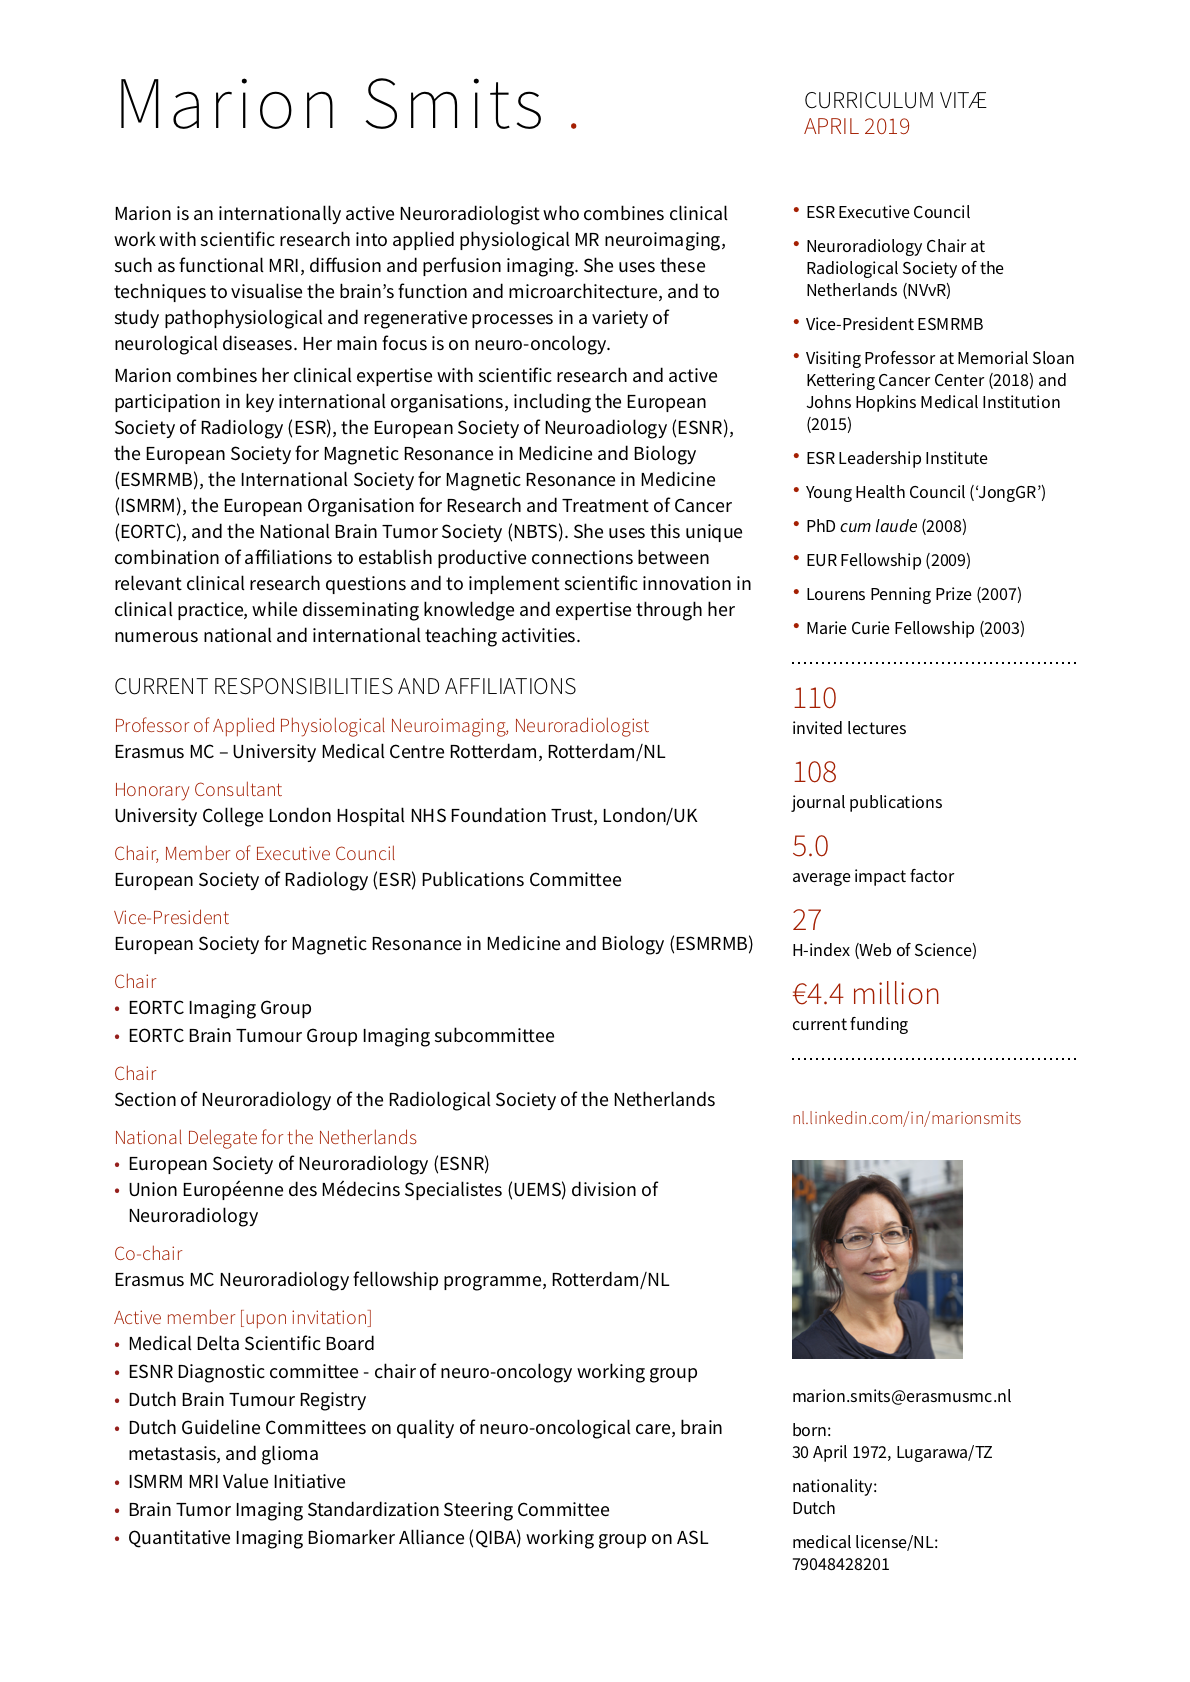 Marion Smits .
CURRICULUM VITÆ
APRIL 2019
Marion is an internationally active Neuroradiologist who combines clinical
work with scientific research into applied physiological MR neuroimaging,
such as functional MRI, diffusion and perfusion imaging. She uses these
techniques to visualise the brain’s function and microarchitecture, and to
study pathophysiological and regenerative processes in a variety of
neurological diseases. Her main focus is on neuro-oncology.
Marion combines her clinical expertise with scientific research and active
participation in key international organisations, including the European
Society of Radiology (ESR), the European Society of Neuroadiology (ESNR),
the European Society for Magnetic Resonance in Medicine and Biology
(ESMRMB), the International Society for Magnetic Resonance in Medicine
(ISMRM), the European Organisation for Research and Treatment of Cancer
(EORTC), and the National Brain Tumor Society (NBTS). She uses this unique
combination of affiliations to establish productive connections between
relevant clinical research questions and to implement scientific innovation in
clinical practice, while disseminating knowledge and expertise through her
numerous national and international teaching activities.
CURRENT RESPONSIBILITIES AND AFFILIATIONS
Professor of Applied Physiological Neuroimaging, Neuroradiologist
Erasmus MC – University Medical Centre Rotterdam, Rotterdam/NL
Honorary Consultant
University College London Hospital NHS Foundation Trust, London/UK
Chair, Member of Executive Council
European Society of Radiology (ESR) Publications Committee
Vice-President
European Society for Magnetic Resonance in Medicine and Biology (ESMRMB)
Chair
• EORTC Imaging Group
• EORTC Brain Tumour Group Imaging subcommittee
Chair
Section of Neuroradiology of the Radiological Society of the Netherlands
National Delegate for the Netherlands
• European Society of Neuroradiology (ESNR)
• Union Européenne des Médecins Specialistes (UEMS) division of
Neuroradiology
Co-chair
Erasmus MC Neuroradiology fellowship programme, Rotterdam/NL
Active member [upon invitation]
• Medical Delta Scientific Board
• ESNR Diagnostic committee - chair of neuro-oncology working group
• Dutch Brain Tumour Registry
• Dutch Guideline Committees on quality of neuro-oncological care, brain
metastasis, and glioma
• ISMRM MRI Value Initiative
• Brain Tumor Imaging Standardization Steering Committee
• Quantitative Imaging Biomarker Alliance (QIBA) working group on ASL
• ESR Executive Council
• Neuroradiology Chair at
Radiological Society of the
Netherlands (NVvR)
• Vice-President ESMRMB
• Visiting Professor at Memorial Sloan
Kettering Cancer Center (2018) and
Johns Hopkins Medical Institution
(2015)
• ESR Leadership Institute
• Young Health Council (‘JongGR’)
• PhD cum laude (2008)
• EUR Fellowship (2009)
• Lourens Penning Prize (2007)
• Marie Curie Fellowship (2003)
110
invited lectures
108
journal publications
5.0
average impact factor
27
H-index (Web of Science)
€4.4 million
current funding
nl.linkedin.com/in/marionsmits
marion.smits@erasmusmc.nl
born:
30 April 1972, Lugarawa/TZ
nationality:
Dutch
medical license/NL:
79048428201